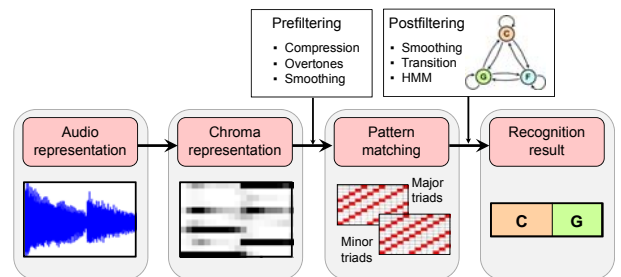 Prefiltering
▪ Compression
▪ Overtones
▪ Smoothing
Postfiltering
▪ Smoothing
▪ Transition
▪ HMM
C
G
F
Audio
representation
Chroma
representation
Pattern
matching
Recognition
result
Major
triads
Minor
triads
C G